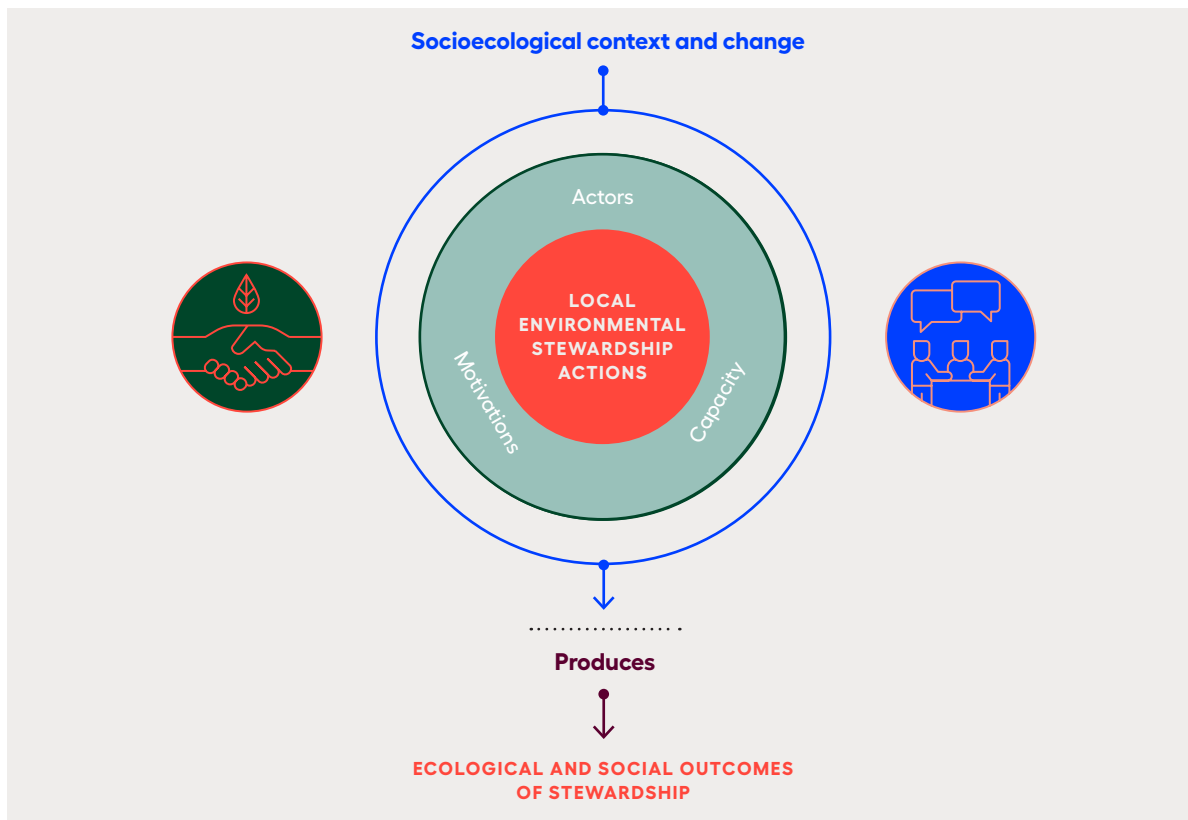 Socioecological context and change
Actors
LOCAL
ENVIRONMENTAL
STEWARDSHIP
ACTIONS
Motivations
Capacity
Produces
ECOLOGICAL AND SOCIAL OUTCOMES
OF STEWARDSHIP